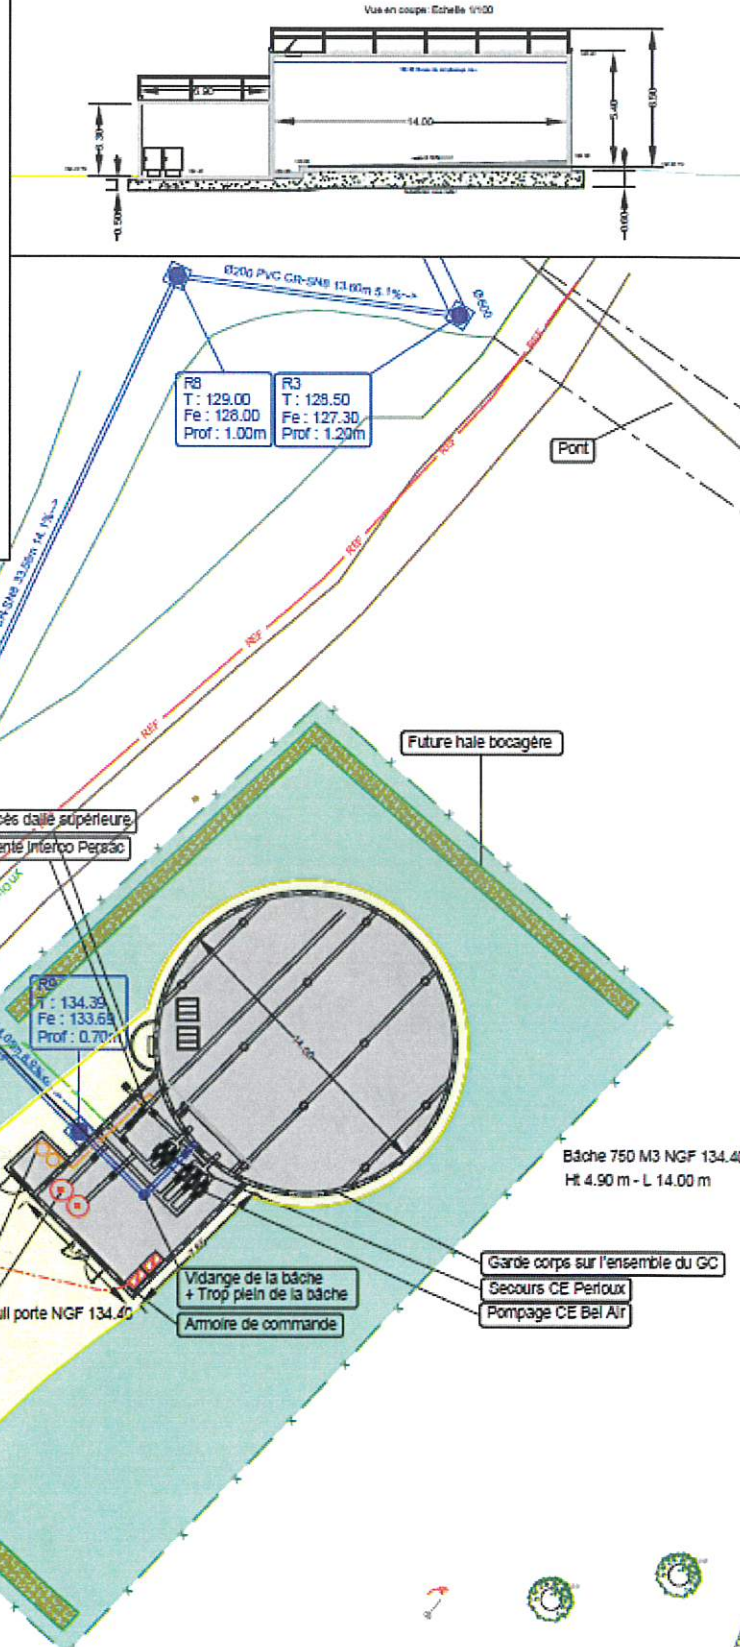 Vue en coupe: Echelle 1/100
14.00
5.40
0.50
0.60
Ø200 PVC CR-SN8 13.60m 5.1%-->
Ø600
R8
T : 129.00
Fe : 128.00
Prof : 1.00m
R3
T : 128.50
Fe : 127.30
Prof : 1.20m
REF
Pont
REF
REF
REF
REF
Future haie bocagère
cès dalle supérieure
ente Interco Persac
R9
T : 134.39
Fe : 133.69
Prof : 0.70m
14.00
Bâche 750 M3 NGF 134.40
Ht 4.90 m - L 14.00 m
Garde corps sur l'ensemble du GC
Secours CE Perloux
Pompage CE Bel Air
Vidange de la bâche
+ Trop plein de la bâche
Armoire de commande
uil porte NGF 134.40